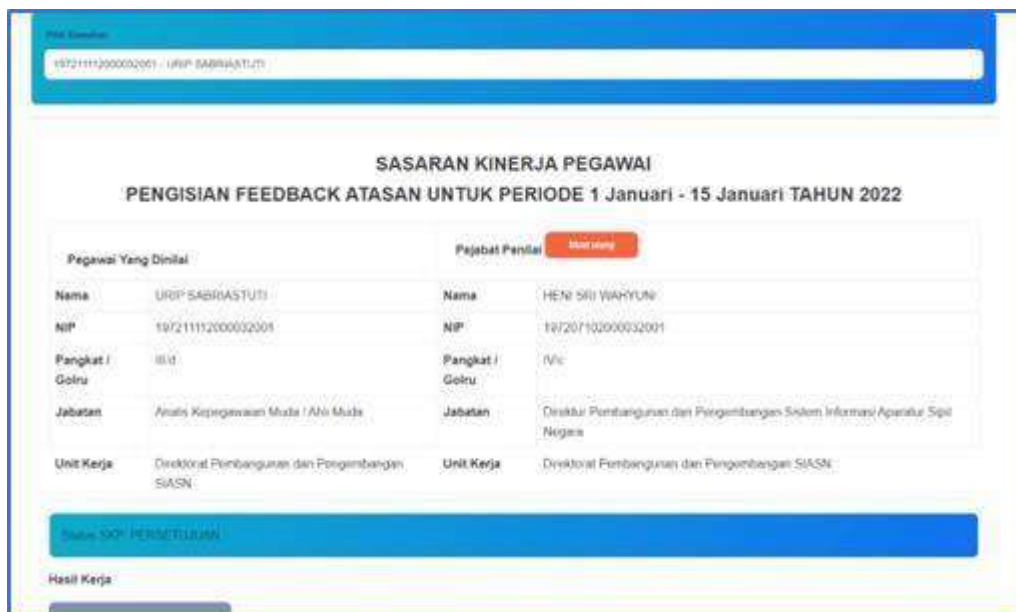 197211112000032001 - URIP SABRIASTUTI
SASARAN KINERJA PEGAWAI
PENGISIAN FEEDBACK ATASAN UNTUK PERIODE 1 Januari - 15 Januari TAHUN 2022
Pegawai Yang Dinilai
Pejabat Penilai
Nama URIP SABRIASTUTI Nama HENI SRI WAHYUNI
NIP 197211112000032001 NIP 197207102000032001
Pangkat / III/d Pangkat / IV/c
Golru Golru
Jabatan Analis Kepegawaian Muda / Ahli Muda Jabatan Direktur Pembangunan dan Pengembangan Sistem Informasi Aparatur Sipil
Negara
Unit Kerja Direktorat Pembangunan dan Pengembangan Unit Kerja Direktorat Pembangunan dan Pengembangan SIASN
SIASN
Status SKP: PERSETUJUAN
Hasil Kerja